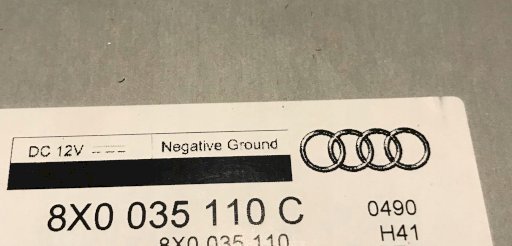 DC 12V Negative Ground
8X0 035 110 C 0490
8X0 035 110 H41